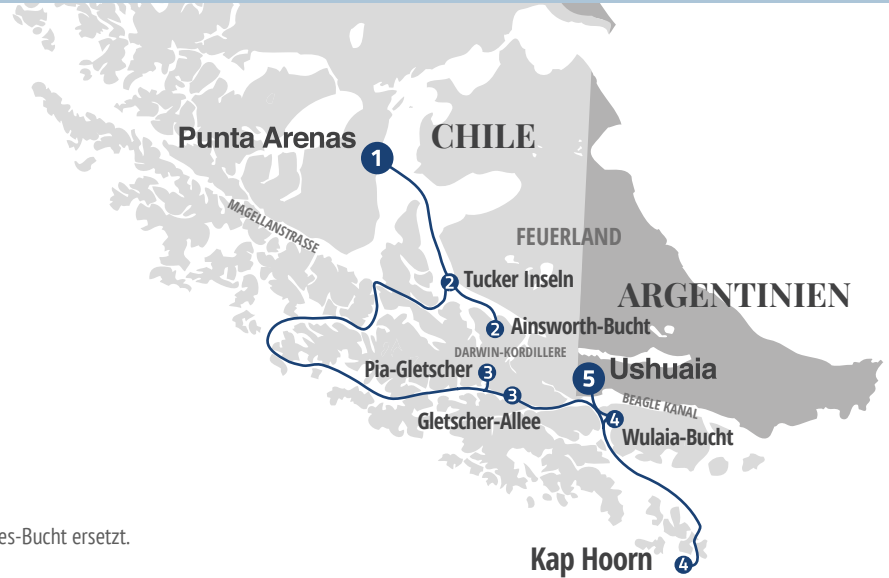 Punta Arenas
1
CHILE
MAGELLANSTRASSE
FEUERLAND
2
Tucker Inseln
ARGENTINIEN
2
Ainsworth-Bucht
DARWIN-KORDILLERE
Pia-Gletscher
3
5
Ushuaia
3
Gletscher-Allee
BEAGLE KANAL
4
Wulaia-Bucht
es-Bucht ersetzt.
Kap Hoorn
4